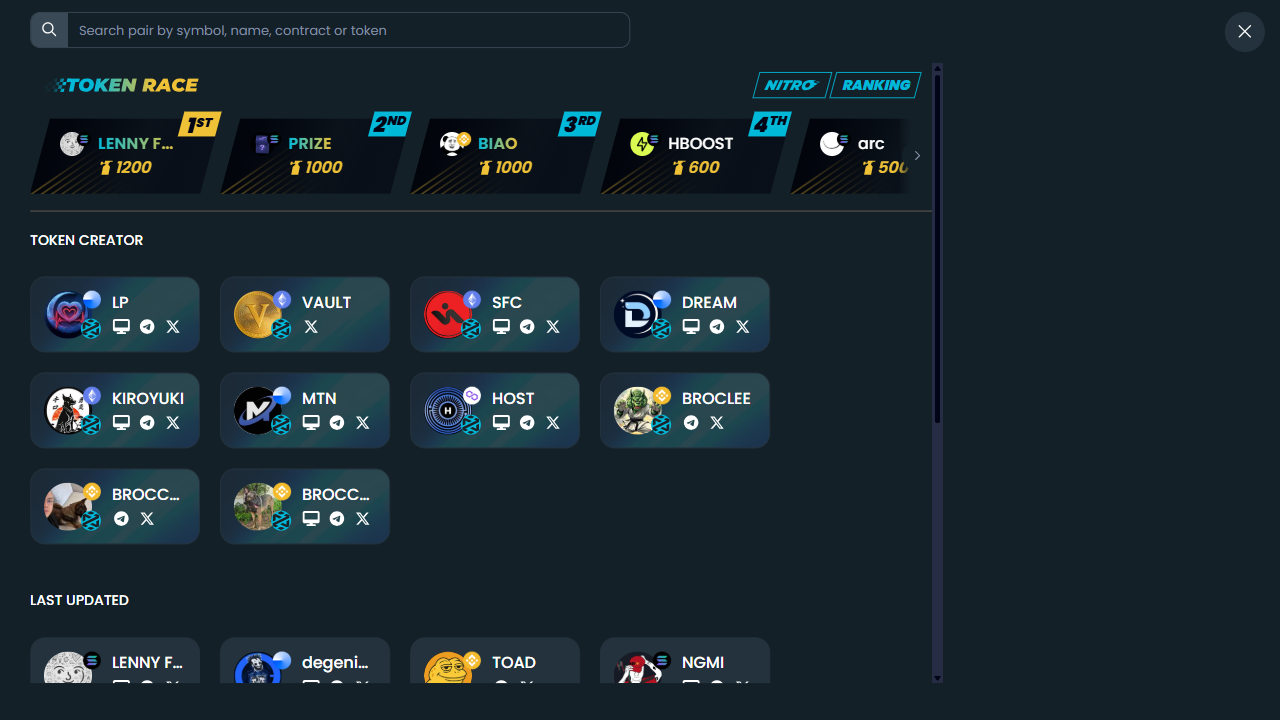 Search pair by symbol, name, contract or token
TOKEN RACE
NITRO
RANKING
1ST
LENNY F...
1200
2ND
PRIZE
1000
3RD
BIAO
1000
4TH
HBOOST
600
arc
500
TOKEN CREATOR
LP
VAULT
SFC
DREAM
KIROYUKI
MTN
HOST
BROCLEE
BROCC...
BROCC...
LAST UPDATED
LENNY F...
degeni...
TOAD
NGMI